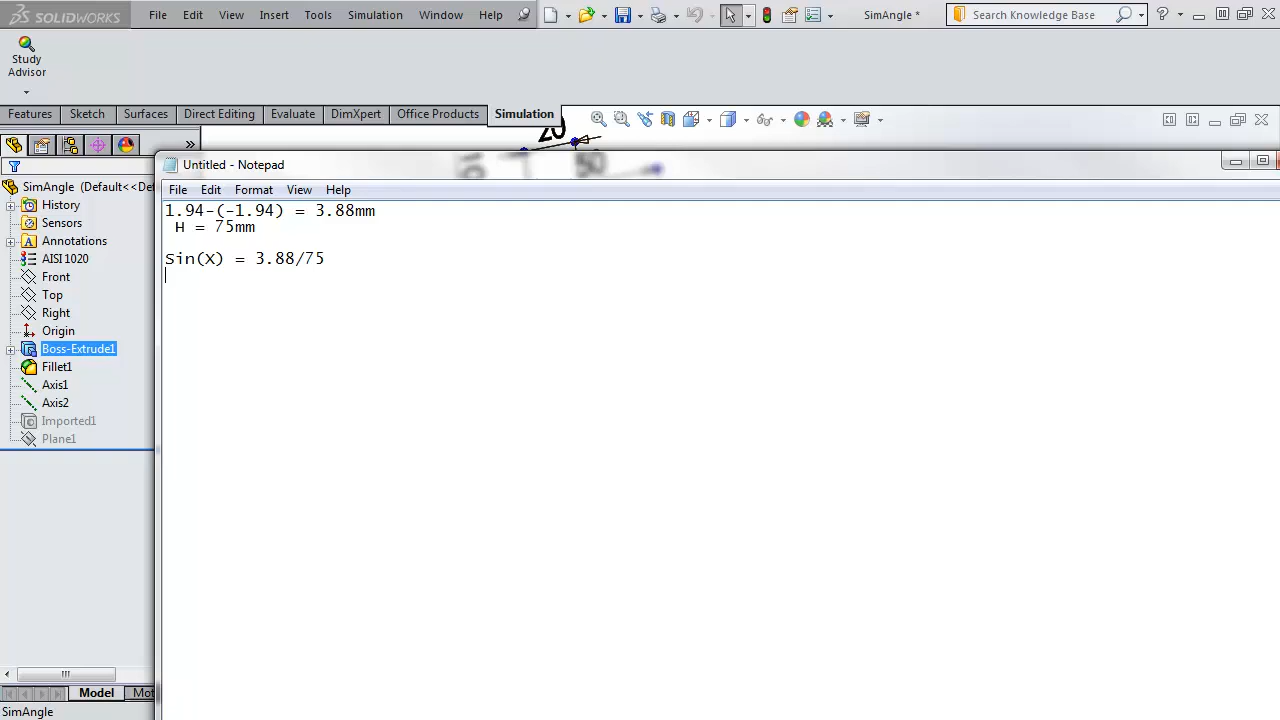 SOLIDWORKS File Edit View Insert Tools Simulation Window Help SimAngle * Search Knowledge Base ?
Study
Advisor
Features Sketch Surfaces Direct Editing Evaluate DimXpert Office Products Simulation
20
»
Untitled - Notepad
50
File Edit Format View Help
SimAngle (Default<<De
History
Sensors
Annotations
AISI 1020
Front
Top
Right
Origin
Boss-Extrude1
Fillet1
Axis1
Axis2
Imported1
Plane1
1.94-(-1.94) = 3.88mm
H = 75mm
Sin(X) = 3.88/75
Model Mot
SimAngle